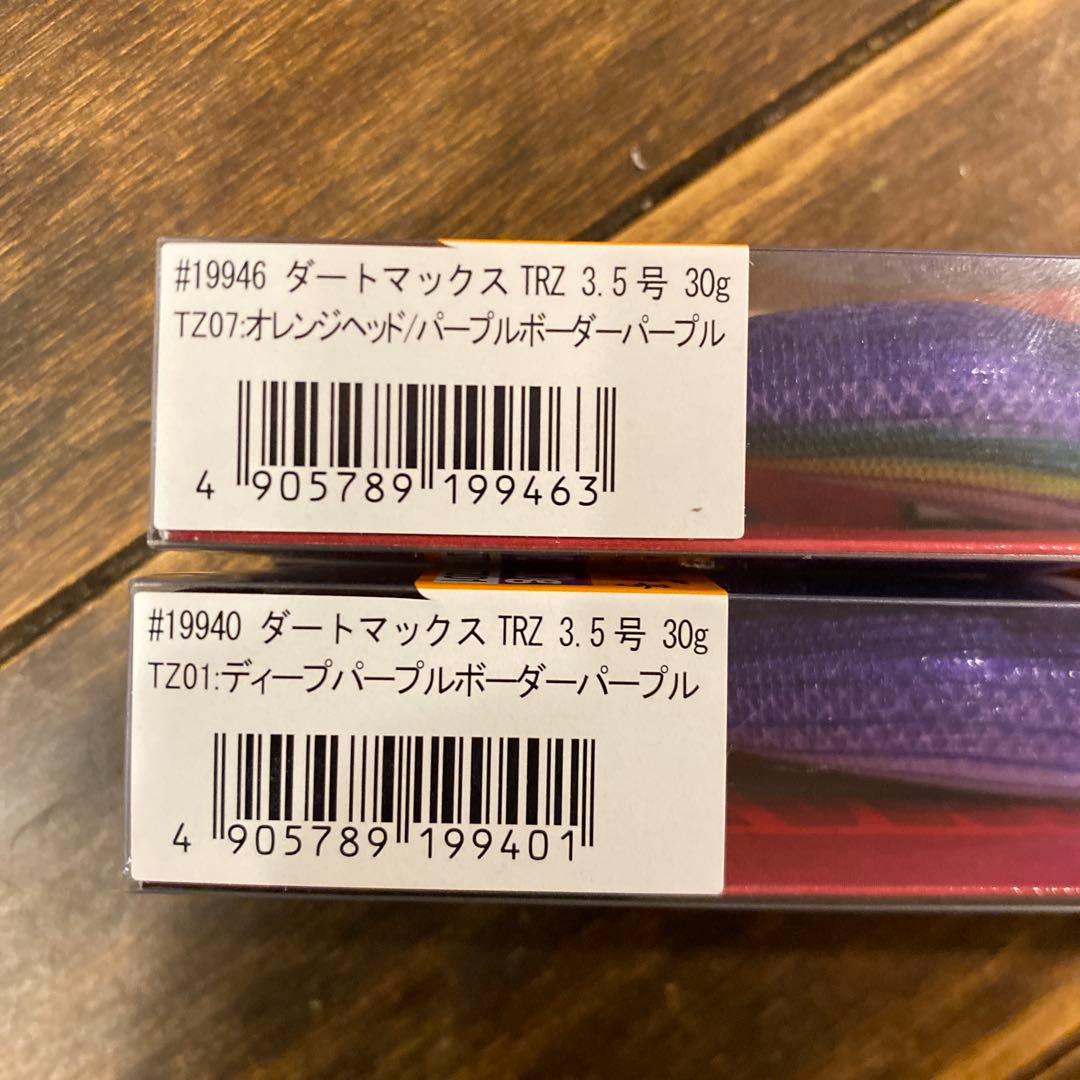 #19946 ダートマックス TRZ 3.5号 30g
TZ07:オレンジヘッド/パープルボーダーパープル
4 905789 199463
#19940 ダートマックス TRZ 3.5号 30g
TZ01:ディープパープルボーダーパープル
4 905789 199401